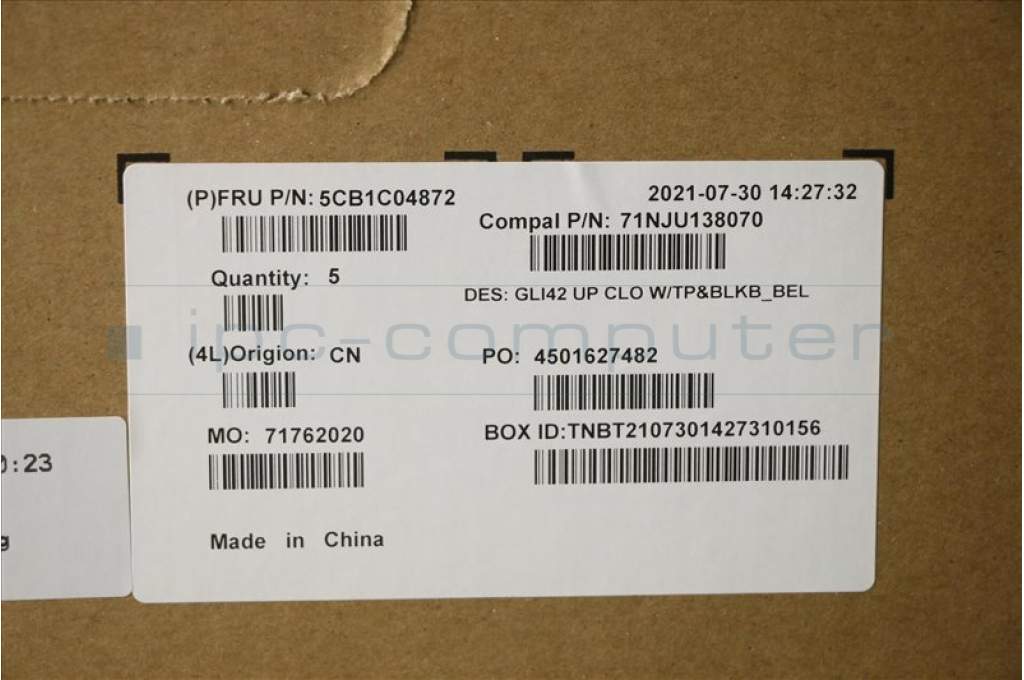 (P)FRU P/N: 5CB1C04872
2021-07-30 14:27:32
Compal P/N: 71NJU138070
Quantity: 5
DES: GLI42 UP CLO W/TP&BLKB_BEL
ipc-computer
(4L)Origion: CN
PO: 4501627482
MO: 71762020
BOX ID:TNBT2107301427310156
:23
Made in China